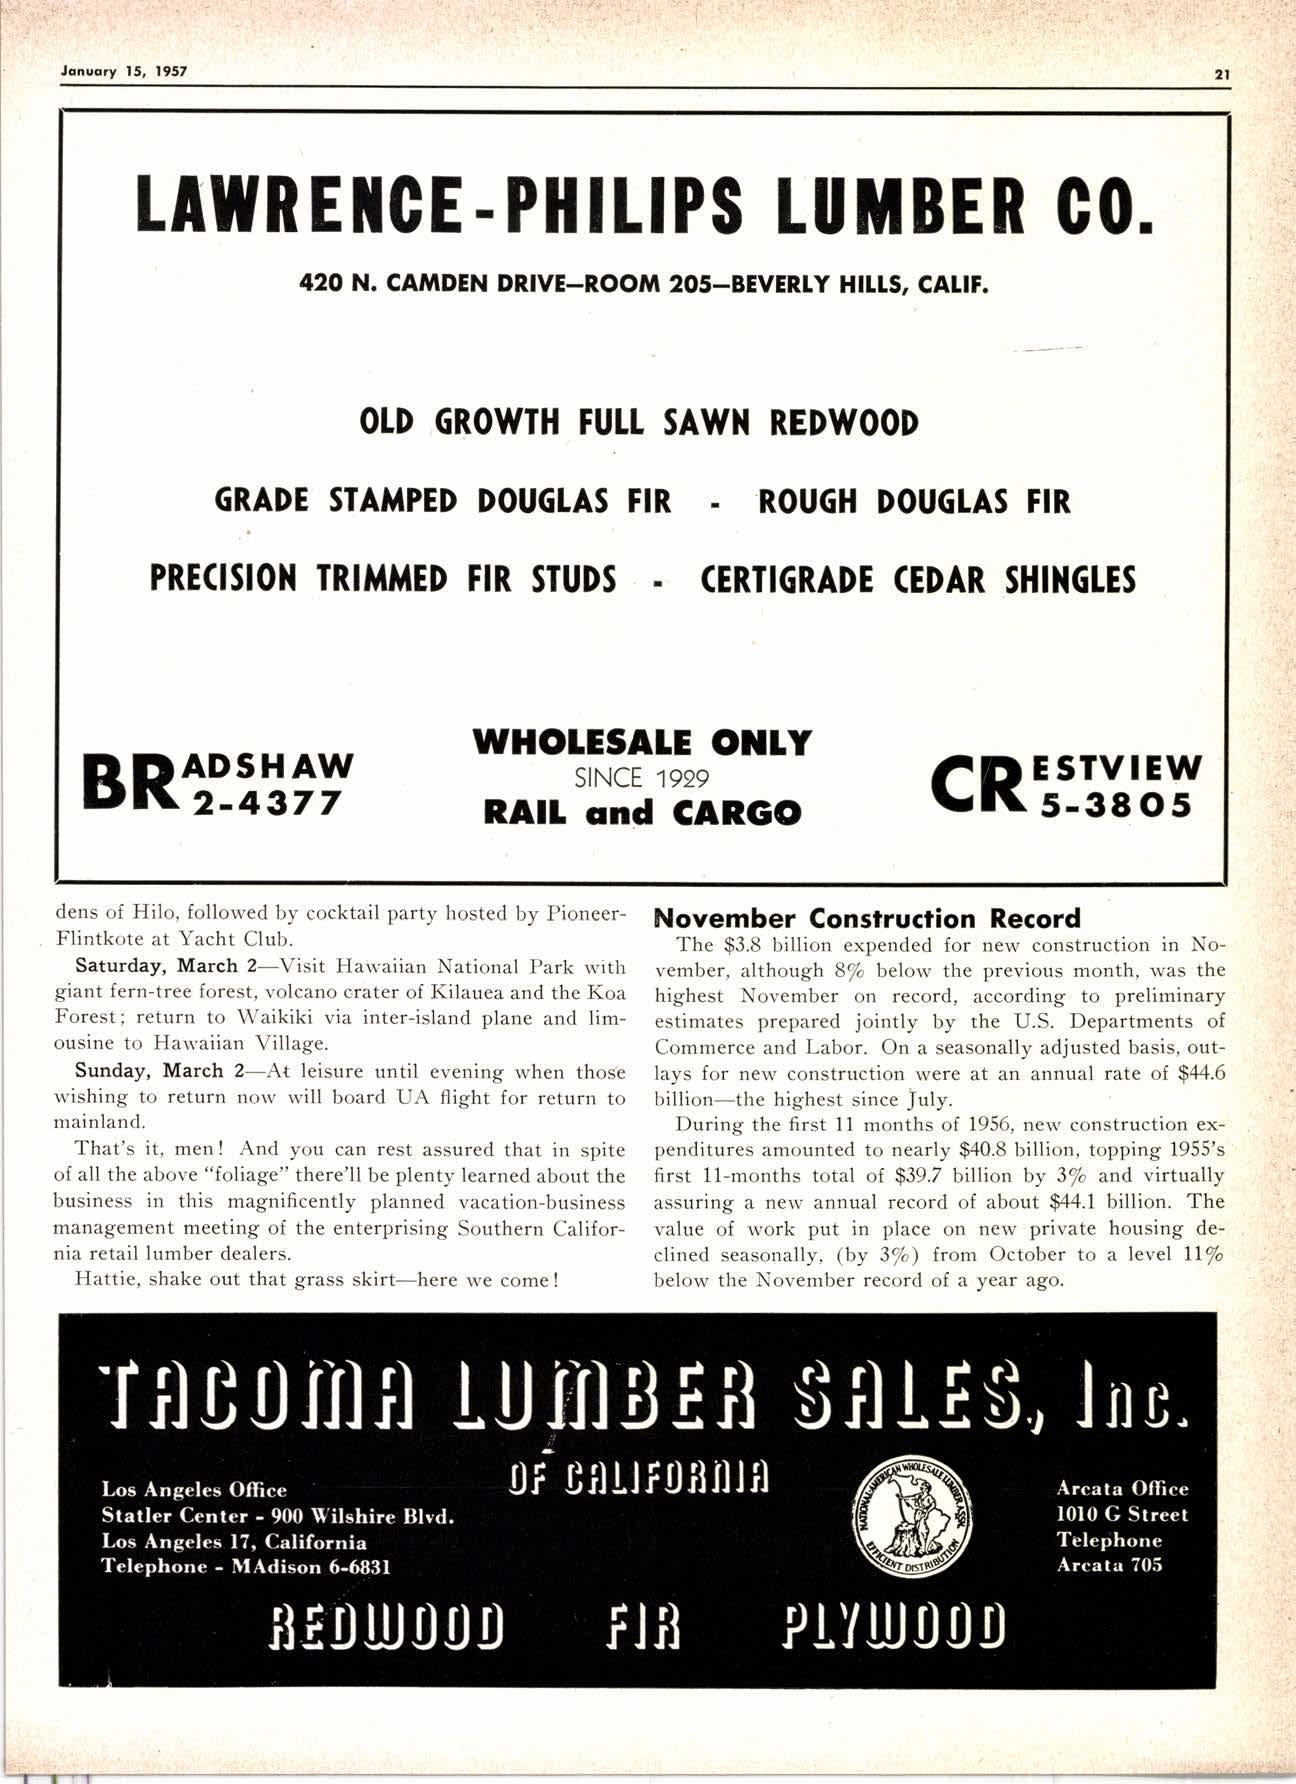 January 15, 1957
21
LAWRENCE-PHILIPS LUMBER CO.
420 N. CAMDEN DRIVE—ROOM 205—BEVERLY HILLS, CALIF.
OLD GROWTH FULL SAWN REDWOOD
GRADE STAMPED DOUGLAS FIR - ROUGH DOUGLAS FIR
PRECISION TRIMMED FIR STUDS - CERTIGRADE CEDAR SHINGLES
BRADSHAW
2-4377
WHOLESALE ONLY
SINCE 1929
RAIL and CARGO
CRESTVIEW
5-3805
dens of Hilo, followed by cocktail party hosted by Pioneer-
Flintkote at Yacht Club.
Saturday, March 2—Visit Hawaiian National Park with
giant fern-tree forest, volcano crater of Kilauea and the Koa
Forest; return to Waikiki via inter-island plane and lim-
ousine to Hawaiian Village.
Sunday, March 2—At leisure until evening when those
wishing to return now will board UA flight for return to
mainland.
That's it, men! And you can rest assured that in spite
of all the above "foliage" there'll be plenty learned about the
business in this magnificently planned vacation-business
management meeting of the enterprising Southern Califor-
nia retail lumber dealers.
Hattie, shake out that grass skirt—here we come!
November Construction Record
The $3.8 billion expended for new construction in No-
vember, although 8% below the previous month, was the
highest November on record, according to preliminary
estimates prepared jointly by the U.S. Departments of
Commerce and Labor. On a seasonally adjusted basis, out-
lays for new construction were at an annual rate of $44.6
billion—the highest since July.
During the first 11 months of 1956, new construction ex-
penditures amounted to nearly $40.8 billion, topping 1955's
first 11-months total of $39.7 billion by 3% and virtually
assuring a new annual record of about $44.1 billion. The
value of work put in place on new private housing de-
clined seasonally, (by 3%) from October to a level 11%
below the November record of a year ago.
TACOMA LUMBER SALES, Inc.
OF CALIFORNIA
Los Angeles Office
Statler Center - 900 Wilshire Blvd.
Los Angeles 17, California
Telephone - MAdison 6-6831
NATIONAL-AMERICAN WHOLESALE LUMBER ASSN.
EFFICIENT DISTRIBUTION
Arcata Office
1010 G Street
Telephone
Arcata 705
REDWOOD FIR PLYWOOD